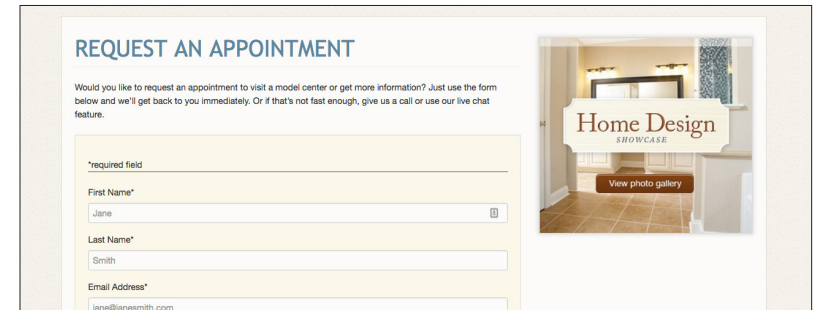 REQUEST AN APPOINTMENT
Would you like to request an appointment to visit a model center or get more information? Just use the form
below and we'll get back to you immediately. Or if that's not fast enough, give us a call or use our live chat
feature.
*required field
First Name*
Jane
Last Name*
Smith
Email Address*
jane@janesmith.com
Home Design
SHOWCASE
View photo gallery